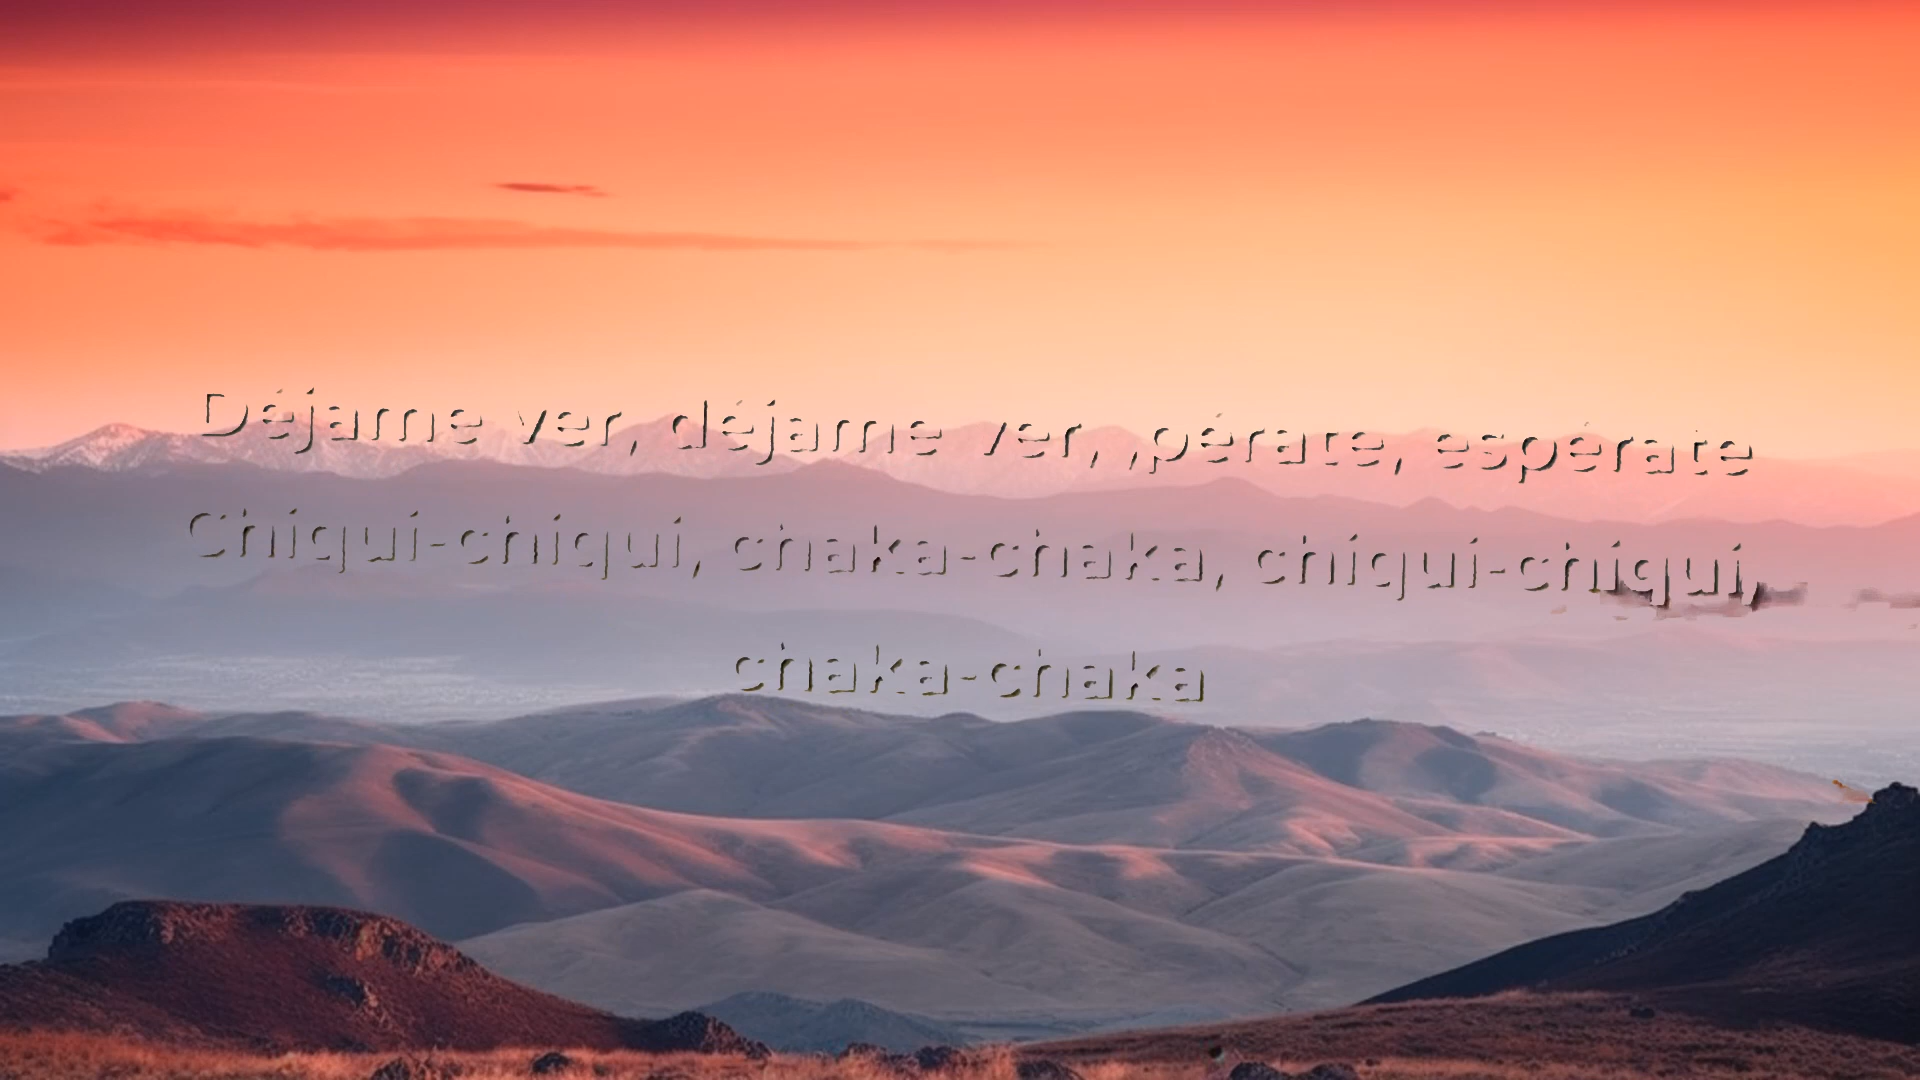 Déjame ver, déjame ver, ¿pérate, espérate
Chiqui-chiqui, chaka-chaka, chiqui-chiqui,
chaka-chaka